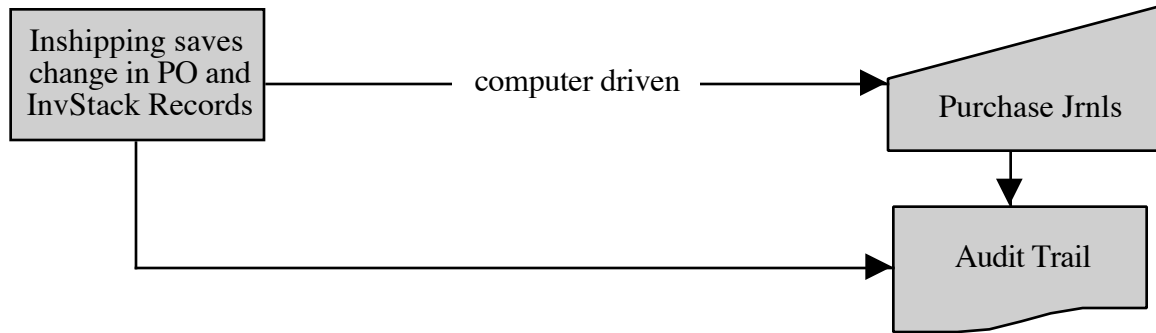 Inshipping saves
change in PO and
InvStack Records
computer driven
Purchase Jrnls
Audit Trail